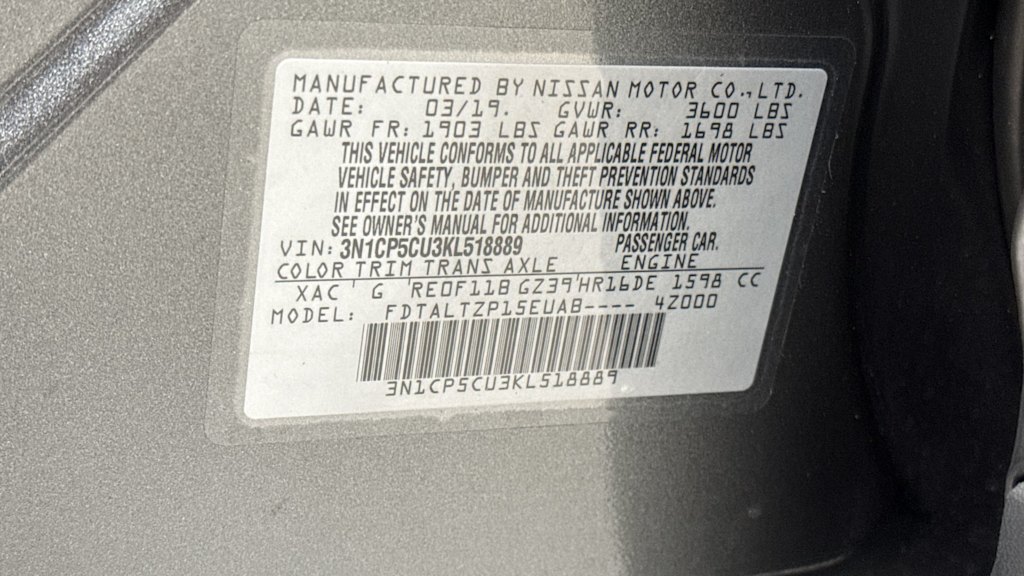 MANUFACTURED BY NISSAN MOTOR CO.,LTD.
DATE: 03/19. GVWR: 3600 LBS
GAWR FR: 1903 LBS GAWR RR: 1698 LBS
THIS VEHICLE CONFORMS TO ALL APPLICABLE FEDERAL MOTOR
VEHICLE SAFETY, BUMPER AND THEFT PREVENTION STANDARDS
IN EFFECT ON THE DATE OF MANUFACTURE SHOWN ABOVE.
SEE OWNER'S MANUAL FOR ADDITIONAL INFORMATION.
VIN: 3N1CP5CU3KL518889 PASSENGER CAR.
COLOR TRIM TRANS AXLE ENGINE
XAC ' G 'RE0F11B GZ39'HR16DE 1598 CC
MODEL: FDTALTZP15EUAB---- 4Z000
3N1CP5CU3KL518889